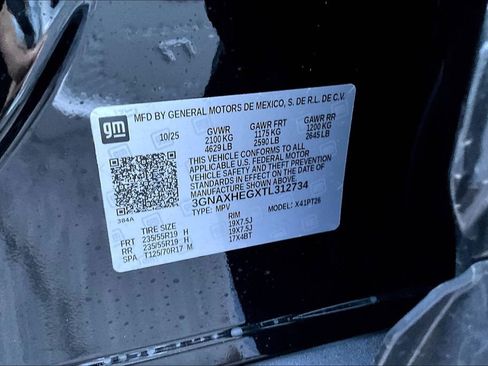 gm
MFD BY GENERAL MOTORS DE MEXICO, S. DE R.L. DE C.V.
10/25 GVWR GAWR FRT GAWR RR
2100 KG 1175 KG 1200 KG
4629 LB 2590 LB 2645 LB
THIS VEHICLE CONFORMS TO ALL
APPLICABLE U.S. FEDERAL MOTOR
VEHICLE SAFETY AND THEFT PREVENTION
STANDARDS IN EFFECT ON THE DATE OF
MANUFACTURE SHOWN ABOVE.
3GNAXHEGXTL312734
384A TYPE: MPV MODEL: X41PT26
TIRE SIZE RIM
FRT 235/55R19 H 19X7.5J
RR 235/55R19 H 19X7.5J
SPA T125/70R17 M 17X4BT